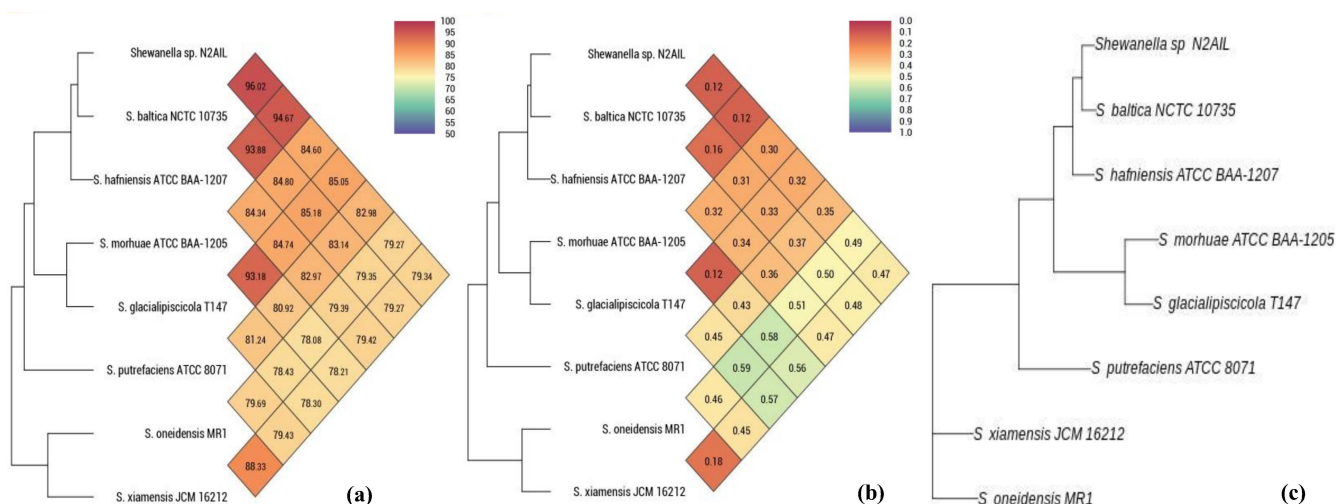 Shewanella sp. N2AIL
S. baltica NCTC 10735
S. hafniensis ATCC BAA-1207
S. morhuae ATCC BAA-1205
S. glacialipiscicola T147
S. putrefaciens ATCC 8071
S. oneidensis MR1
S. xiamensis JCM 16212
100
95
90
85
80
75
70
65
60
55
50
96.02
94.67
93.88
84.60
84.80
85.05
84.34
85.18
82.98
84.74
83.14
79.27
93.18
82.97
79.35
79.34
80.92
79.39
79.27
81.24
78.08
79.42
78.43
78.21
79.69
78.30
79.43
88.33
(a)
Shewanella sp. N2AIL
S. baltica NCTC 10735
S. hafniensis ATCC BAA-1207
S. morhuae ATCC BAA-1205
S. glacialipiscicola T147
S. putrefaciens ATCC 8071
S. oneidensis MR1
S. xiamensis JCM 16212
0.0
0.1
0.2
0.3
0.4
0.5
0.6
0.7
0.8
0.9
1.0
0.12
0.12
0.16
0.30
0.31
0.32
0.32
0.33
0.35
0.34
0.37
0.49
0.12
0.36
0.50
0.47
0.43
0.51
0.48
0.45
0.58
0.47
0.59
0.56
0.46
0.57
0.45
0.18
(b)
Shewanella sp N2AIL
S baltica NCTC 10735
S hafniensis ATCC BAA-1207
S morhuae ATCC BAA-1205
S glacialipiscicola T147
S putrefaciens ATCC 8071
S xiamensis JCM 16212
S oneidensis MR1
(c)